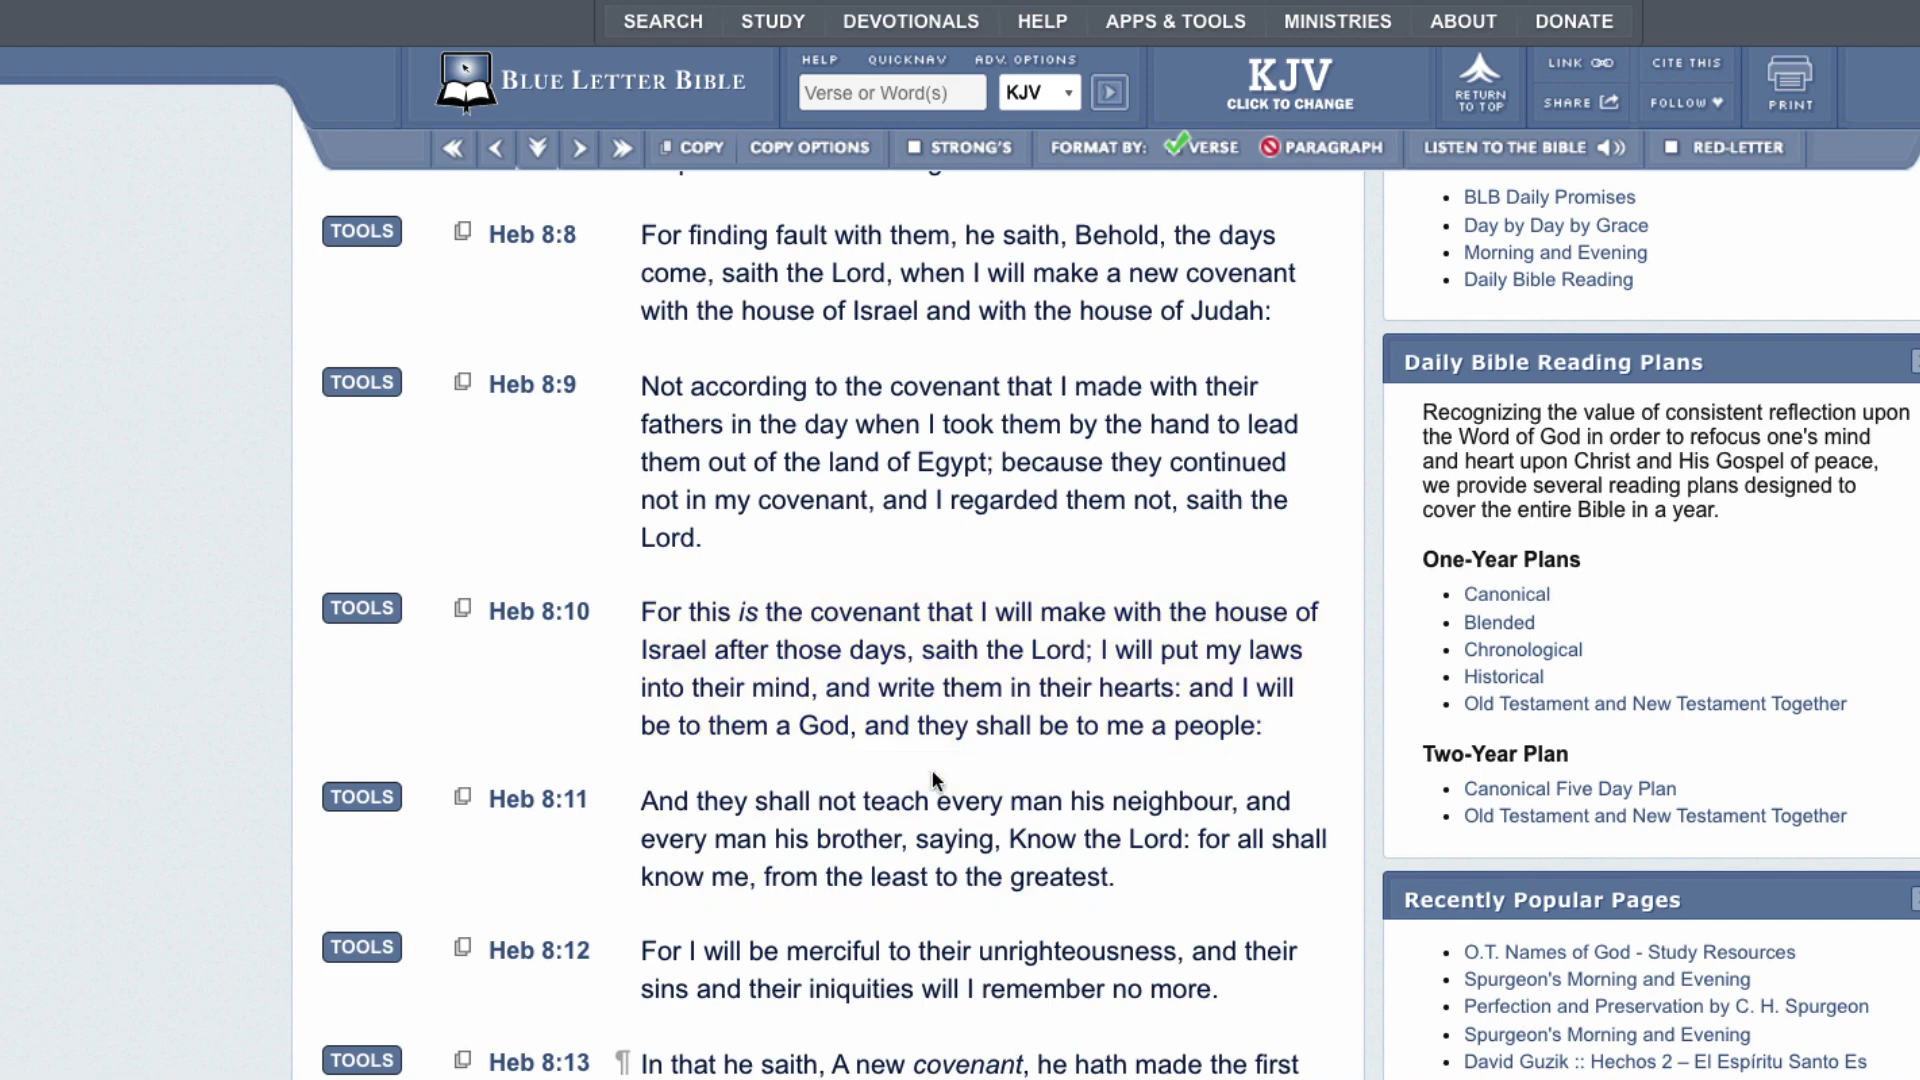 SEARCH STUDY DEVOTIONALS HELP APPS & TOOLS MINISTRIES ABOUT DONATE
BLUE LETTER BIBLE
HELP QUICKNAV ADV. OPTIONS
Verse or Word(s) KJV
KJV
CLICK TO CHANGE
RETURN
TO TOP
LINK
SHARE
CITE THIS
FOLLOW
PRINT
COPY COPY OPTIONS STRONG'S FORMAT BY: VERSE PARAGRAPH LISTEN TO THE BIBLE RED-LETTER
TOOLS Heb 8:8 For finding fault with them, he saith, Behold, the days
come, saith the Lord, when I will make a new covenant
with the house of Israel and with the house of Judah:
TOOLS Heb 8:9 Not according to the covenant that I made with their
fathers in the day when I took them by the hand to lead
them out of the land of Egypt; because they continued
not in my covenant, and I regarded them not, saith the
Lord.
TOOLS Heb 8:10 For this is the covenant that I will make with the house of
Israel after those days, saith the Lord; I will put my laws
into their mind, and write them in their hearts: and I will
be to them a God, and they shall be to me a people:
TOOLS Heb 8:11 And they shall not teach every man his neighbour, and
every man his brother, saying, Know the Lord: for all shall
know me, from the least to the greatest.
TOOLS Heb 8:12 For I will be merciful to their unrighteousness, and their
sins and their iniquities will I remember no more.
TOOLS Heb 8:13 ¶ In that he saith, A new covenant, he hath made the first
BLB Daily Promises
Day by Day by Grace
Morning and Evening
Daily Bible Reading
Daily Bible Reading Plans
Recognizing the value of consistent reflection upon
the Word of God in order to refocus one's mind
and heart upon Christ and His Gospel of peace,
we provide several reading plans designed to
cover the entire Bible in a year.
One-Year Plans
Canonical
Blended
Chronological
Historical
Old Testament and New Testament Together
Two-Year Plan
Canonical Five Day Plan
Old Testament and New Testament Together
Recently Popular Pages
O.T. Names of God - Study Resources
Spurgeon's Morning and Evening
Perfection and Preservation by C. H. Spurgeon
Spurgeon's Morning and Evening
David Guzik :: Hechos 2 – El Espíritu Santo Es